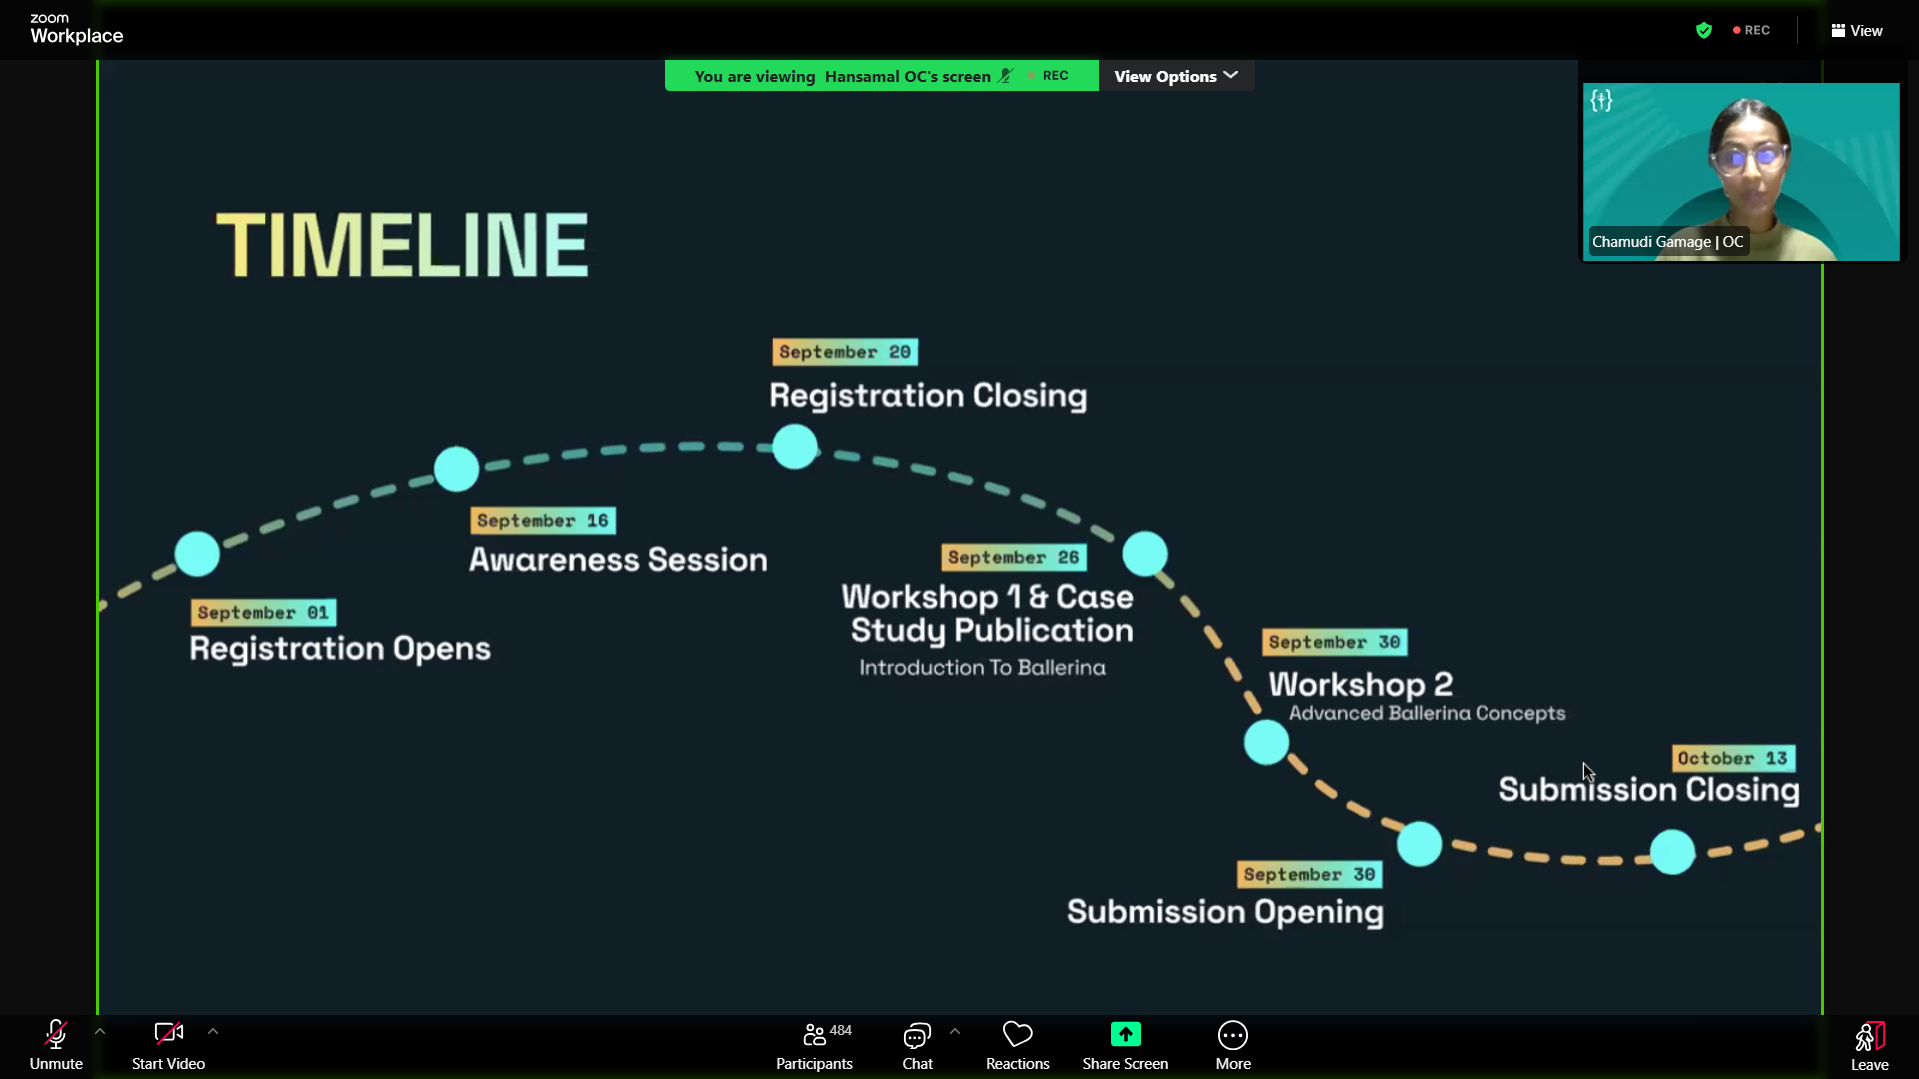 zoom
Workplace
REC
View
You are viewing Hansamal OC's screen REC
View Options
{†}
Chamudi Gamage | OC
TIMELINE
September 20
Registration Closing
September 16
Awareness Session
September 01
Registration Opens
September 26
Workshop 1 & Case
Study Publication
Introduction To Ballerina
September 30
Workshop 2
Advanced Ballerina Concepts
October 13
Submission Closing
September 30
Submission Opening
Unmute
Start Video
484
Participants
Chat
Reactions
Share Screen
More
Leave